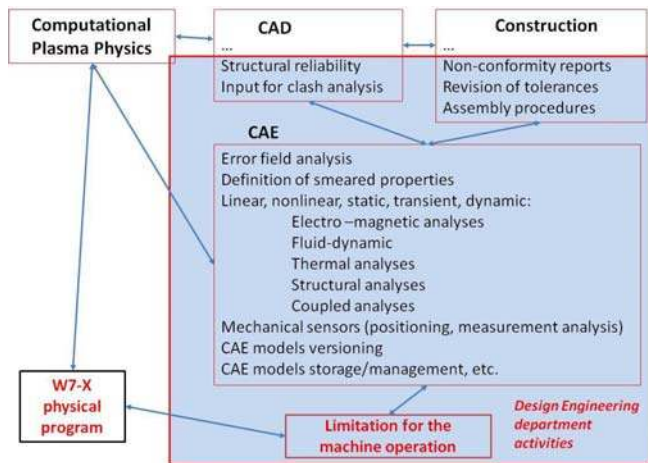 Computational
Plasma Physics
CAD
...
Structural reliability
Input for clash analysis
Construction
...
Non-conformity reports
Revision of tolerances
Assembly procedures
CAE
Error field analysis
Definition of smeared properties
Linear, nonlinear, static, transient, dynamic:
Electro –magnetic analyses
Fluid-dynamic
Thermal analyses
Structural analyses
Coupled analyses
Mechanical sensors (positioning, measurement analysis)
CAE models versioning
CAE models storage/management, etc.
W7-X
physical
program
Limitation for the
machine operation
Design Engineering
department
activities